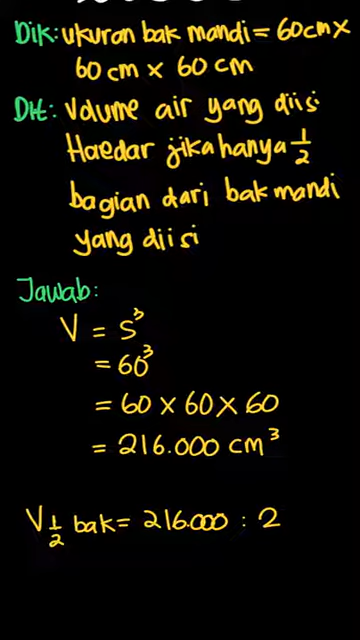 Dik: ukuran bak mandi = 60 cm x
60 cm x 60 cm
Dit: Volume air yang diisi
Haedar jika hanya 1/2
bagian dari bak mandi
yang diisi
Jawab:
V = S³
= 60³
= 60 x 60 x 60
= 216.000 cm³
V 1/2 bak = 216.000 : 2